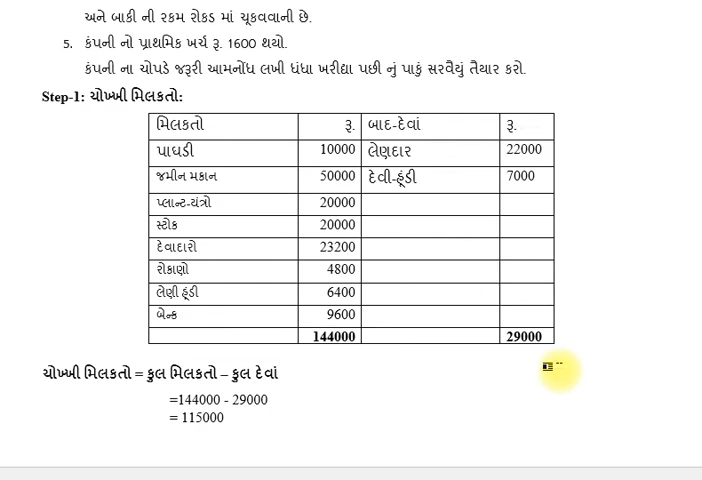 અને બાકી ની રકમ રોકડ માં ચૂકવવાની છે.
5. કંપની નો પ્રાથમિક ખર્ચ રૂ. 1600 થયો.
કંપની ના ચોપડે જરૂરી આમનોંધ લખી ધંધા ખરીદ્યા પછી નું પાકું સરવૈયું તૈયાર કરો.
Step-1: ચોખ્ખી મિલકતો:
મિલકતો રૂ. બાદ-દેવાં રૂ.
પાઘડી 10000 લેણદાર 22000
જમીન મકાન 50000 દેવી-હૂંડી 7000
પ્લાન્ટ-યંત્રો 20000
સ્ટોક 20000
દેવાદારો 23200
રોકાણો 4800
લેણી હૂંડી 6400
બેન્ક 9600
144000 29000
ચોખ્ખી મિલકતો = કુલ મિલકતો – કુલ દેવાં
=144000 - 29000
= 115000